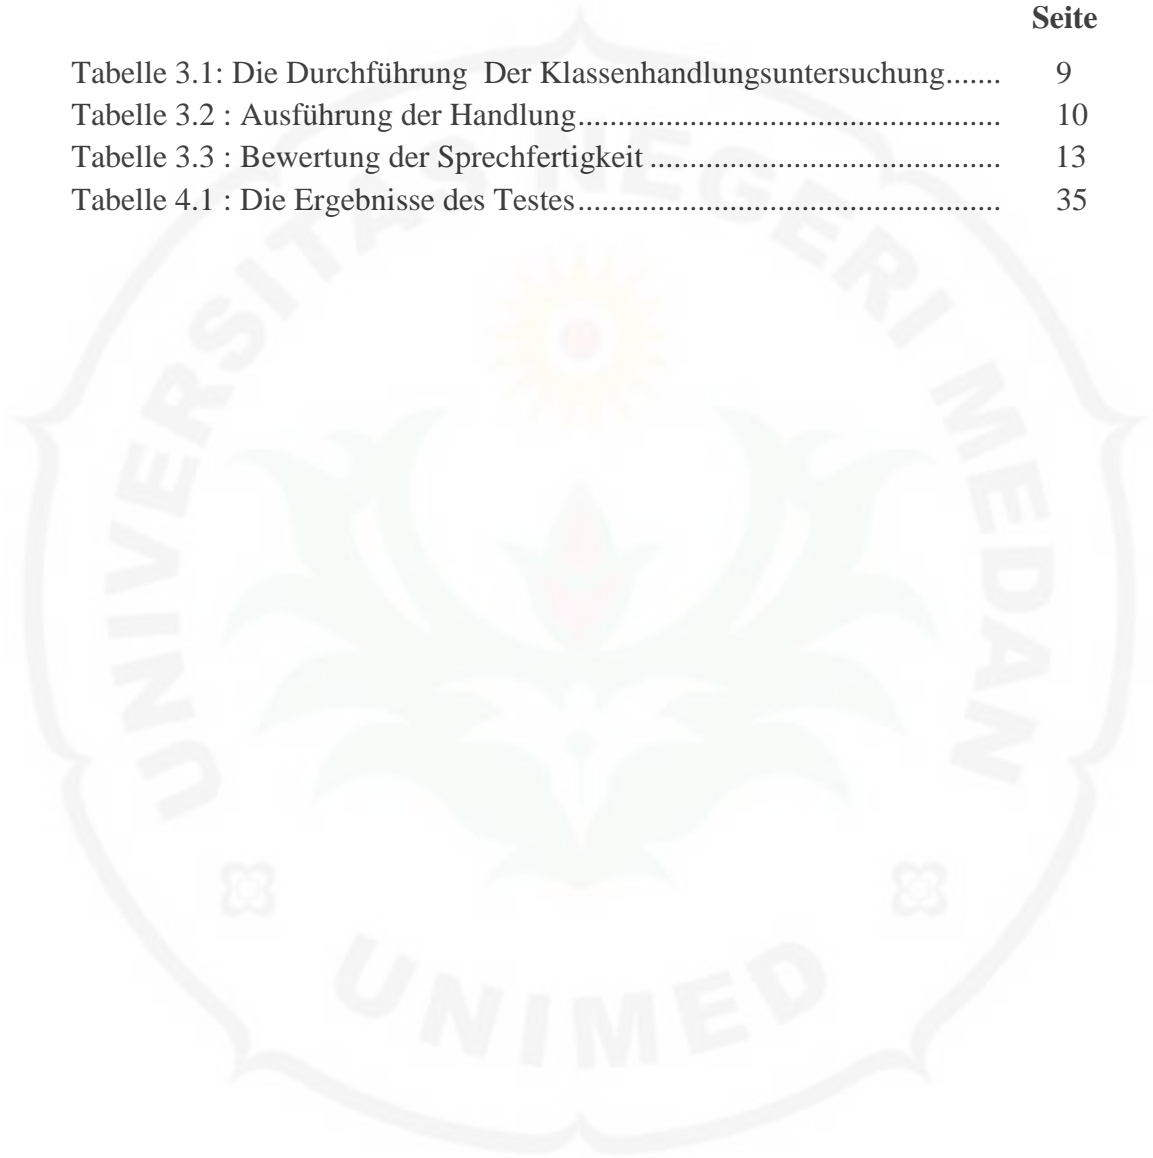 Seite
Tabelle 3.1: Die Durchführung  Der Klassenhandlungsuntersuchung....... 9
Tabelle 3.2 : Ausführung der Handlung..................................................... 10
Tabelle 3.3 : Bewertung der Sprechfertigkeit ............................................ 13
Tabelle 4.1 : Die Ergebnisse des Testes..................................................... 35
UNIVERSITAS NEGERI MEDAN
UNIMED